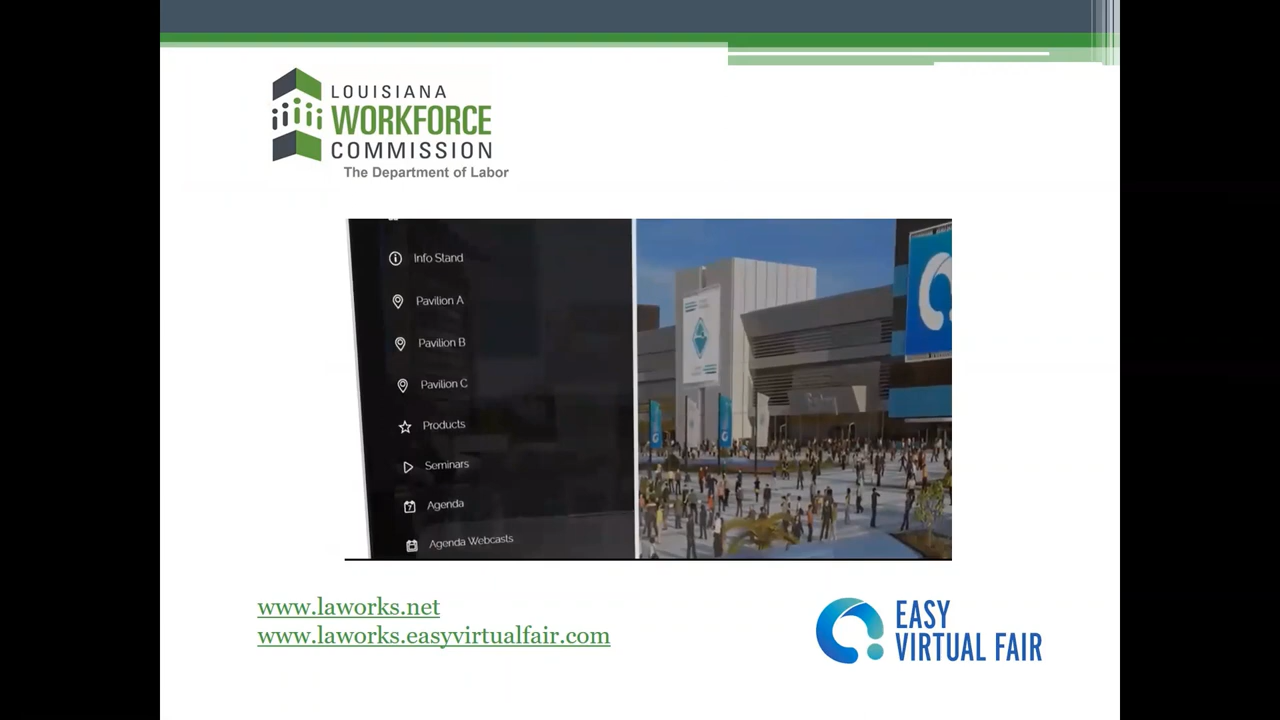 LOUISIANA
WORKFORCE
COMMISSION
The Department of Labor
Info Stand
Pavilion A
Pavilion B
Pavilion C
Products
Seminars
Agenda
Agenda Webcasts
www.laworks.net
www.laworks.easyvirtualfair.com
EASY
VIRTUAL FAIR